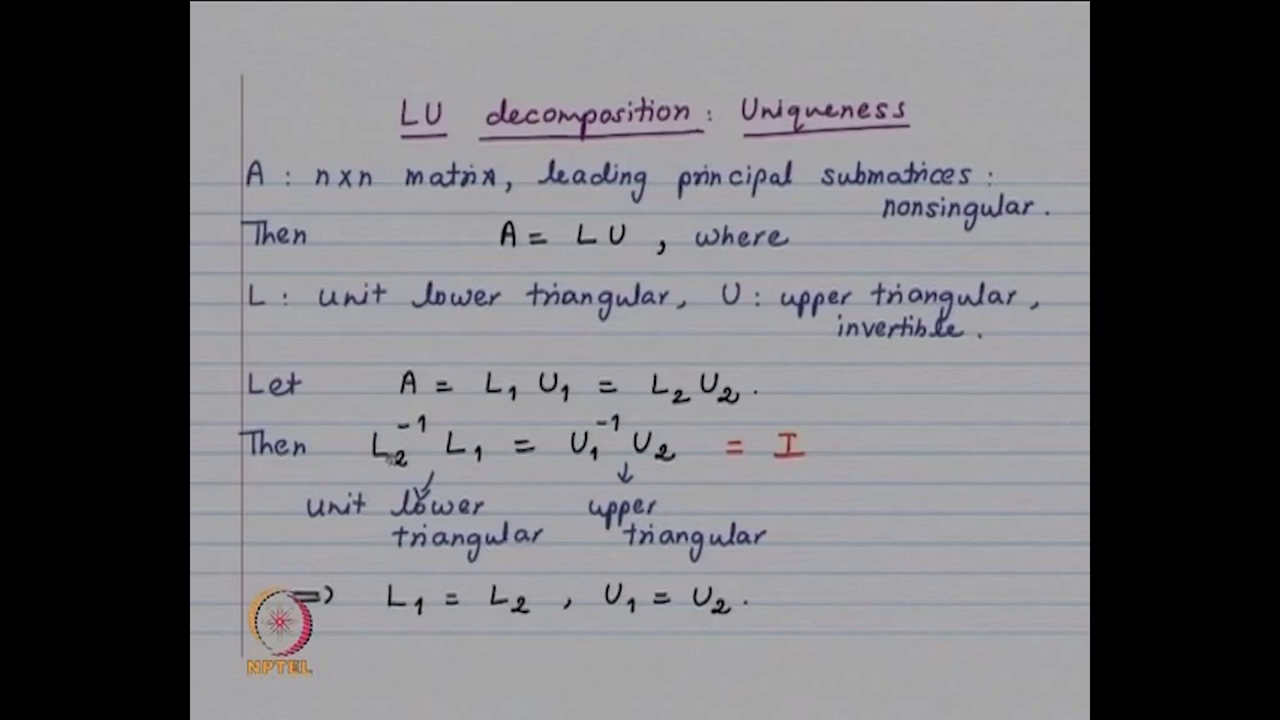 LU decomposition: Uniqueness
A : n×n matrix, leading principal submatrices :
nonsingular.
Then A = L U , where
L : unit lower triangular, U : upper triangular,
invertible.
Let A = L₁ U₁ = L₂ U₂ .
Then L₂⁻¹ L₁ = U₁⁻¹ U₂ = I
↙ ↓
unit lower upper
triangular triangular
⇒ L₁ = L₂ , U₁ = U₂ .
NPTEL